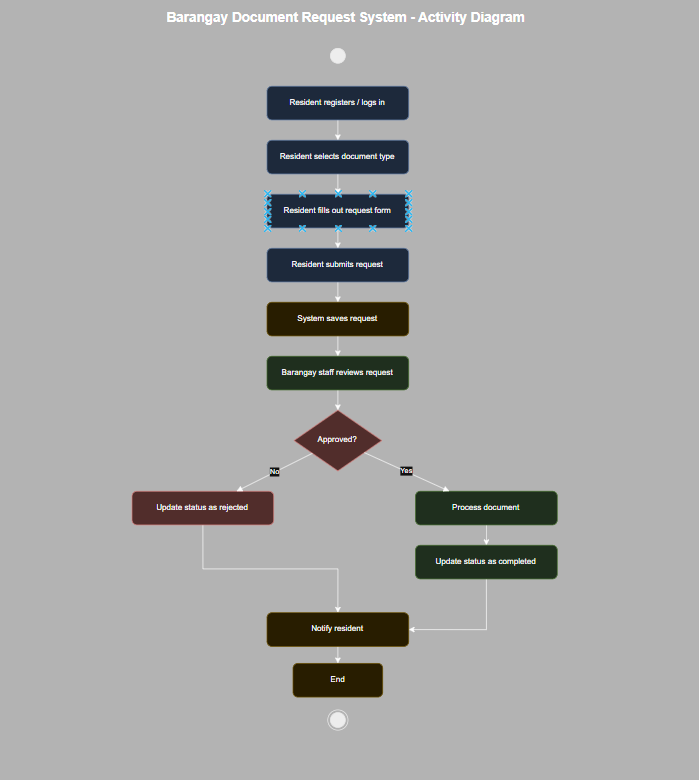 Barangay Document Request System - Activity Diagram
Resident registers / logs in
Resident selects document type
Resident fills out request form
Resident submits request
System saves request
Barangay staff reviews request
Approved?
No
Yes
Update status as rejected
Process document
Update status as completed
Notify resident
End